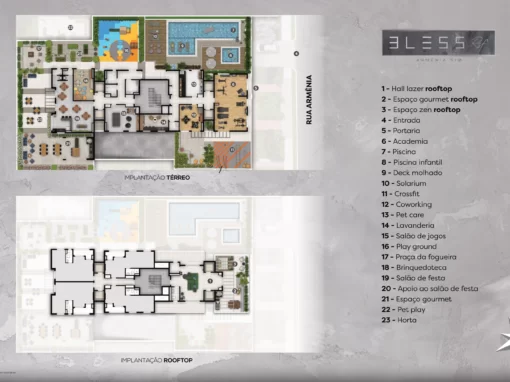 BLESS
1 - Hall lazer rooftop
2 - Espaço gourmet rooftop
3 - Espaço zen rooftop
4 - Entrada
5 - Portaria
6 - Academia
7 - Piscina
8 - Piscina infantil
9 - Deck molhado
10 - Solarium
11 - Crossfit
12 - Coworking
13 - Pet care
14 - Lavanderia
15 - Salão de jogos
16 - Play ground
17 - Praça da fogueira
18 - Brinquedoteca
19 - Salão de festa
20 - Apoio ao salão de festa
21 - Espaço gourmet
22 - Pet play
23 - Horta
RUA ARMÊNIA
IMPLANTAÇÃO TÉRREO
IMPLANTAÇÃO ROOFTOP